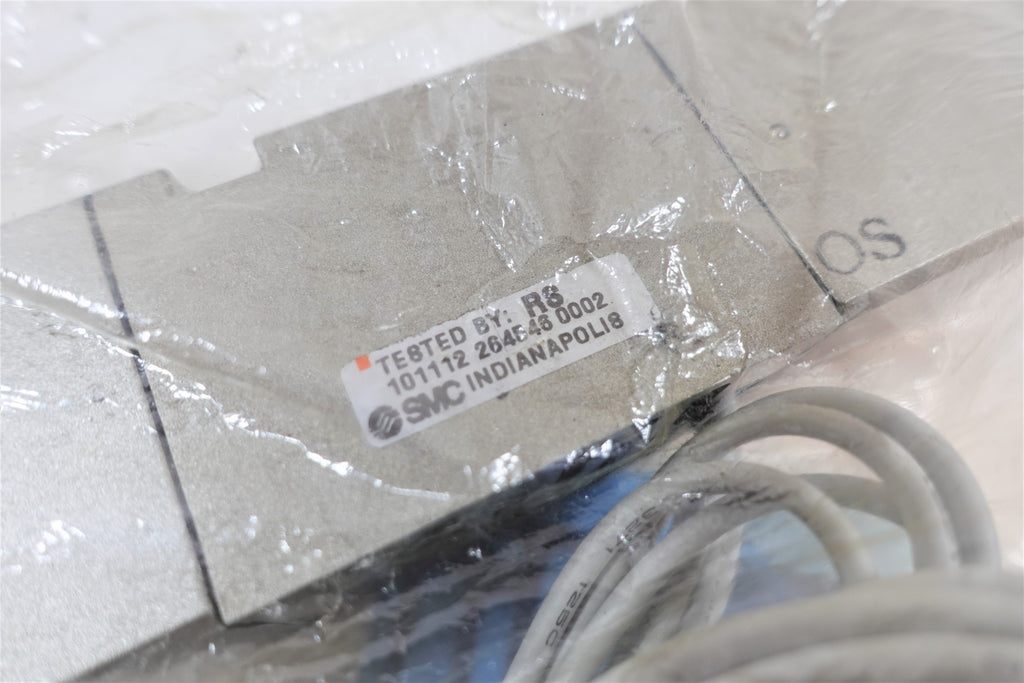 TESTED BY: RS
101112 264546 0002
SMC INDIANAPOLIS
OS